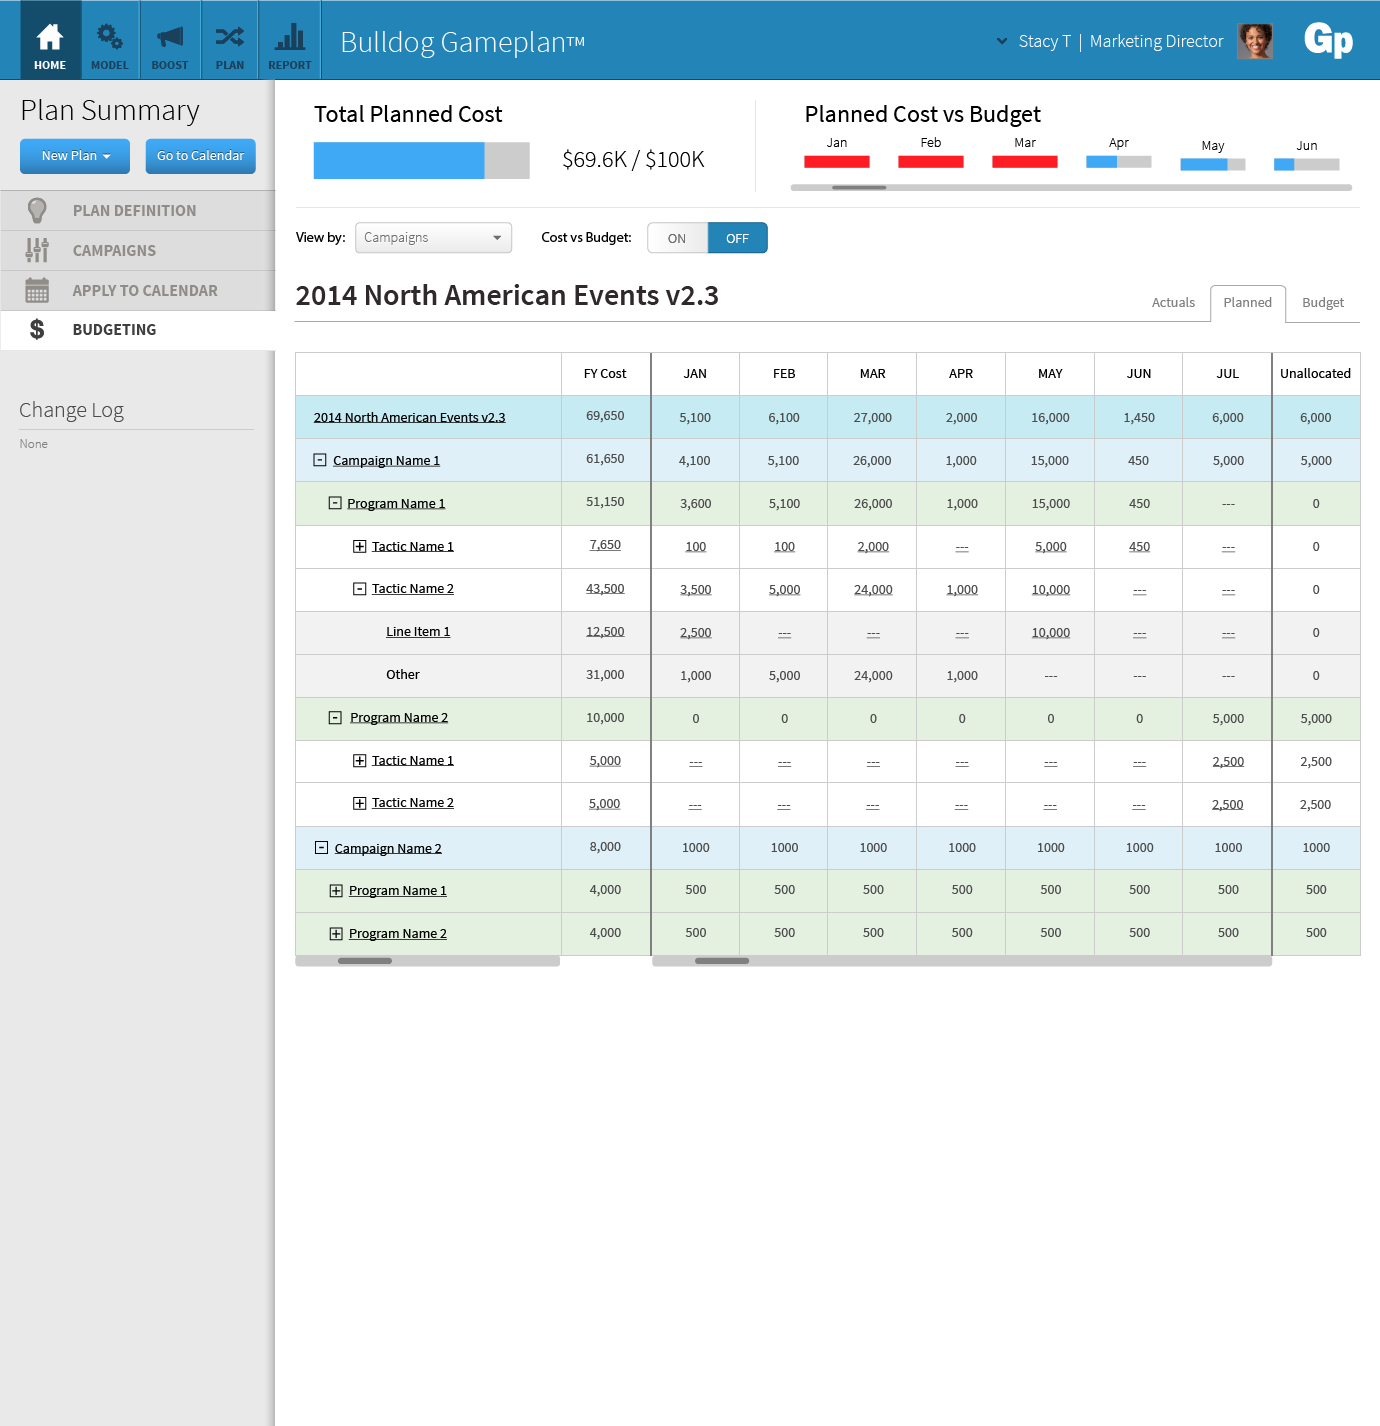 HOME MODEL BOOST PLAN REPORT
Bulldog Gameplan™
Stacy T | Marketing Director
Gp
Plan Summary
New Plan
Go to Calendar
PLAN DEFINITION
CAMPAIGNS
APPLY TO CALENDAR
$ BUDGETING
Change Log
None
Total Planned Cost
$69.6K / $100K
Planned Cost vs Budget
Jan Feb Mar Apr May Jun
View by: Campaigns Cost vs Budget: ON OFF
2014 North American Events v2.3
Actuals Planned Budget
FY Cost JAN FEB MAR APR MAY JUN JUL Unallocated
2014 North American Events v2.3 69,650 5,100 6,100 27,000 2,000 16,000 1,450 6,000 6,000
Campaign Name 1 61,650 4,100 5,100 26,000 1,000 15,000 450 5,000 5,000
Program Name 1 51,150 3,600 5,100 26,000 1,000 15,000 450 --- 0
Tactic Name 1 7,650 100 100 2,000 --- 5,000 450 --- 0
Tactic Name 2 43,500 3,500 5,000 24,000 1,000 10,000 --- --- 0
Line Item 1 12,500 2,500 --- --- --- 10,000 --- --- 0
Other 31,000 1,000 5,000 24,000 1,000 --- --- --- 0
Program Name 2 10,000 0 0 0 0 0 0 5,000 5,000
Tactic Name 1 5,000 --- --- --- --- --- --- 2,500 2,500
Tactic Name 2 5,000 --- --- --- --- --- --- 2,500 2,500
Campaign Name 2 8,000 1000 1000 1000 1000 1000 1000 1000 1000
Program Name 1 4,000 500 500 500 500 500 500 500 500
Program Name 2 4,000 500 500 500 500 500 500 500 500